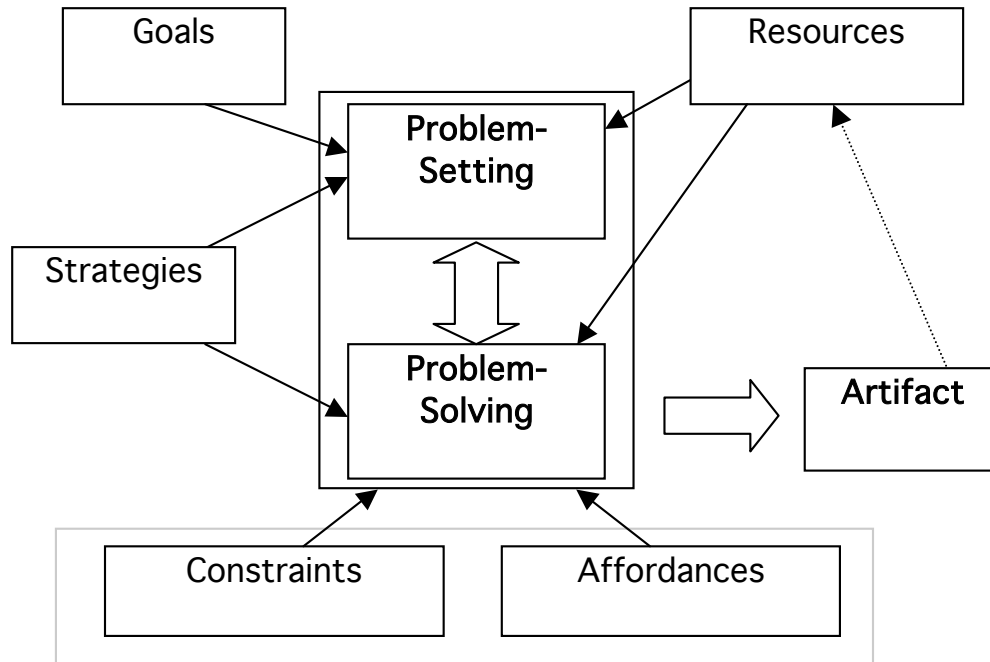 Goals
Resources
Problem-
Setting
Strategies
Problem-
Solving
Artifact
Constraints
Affordances